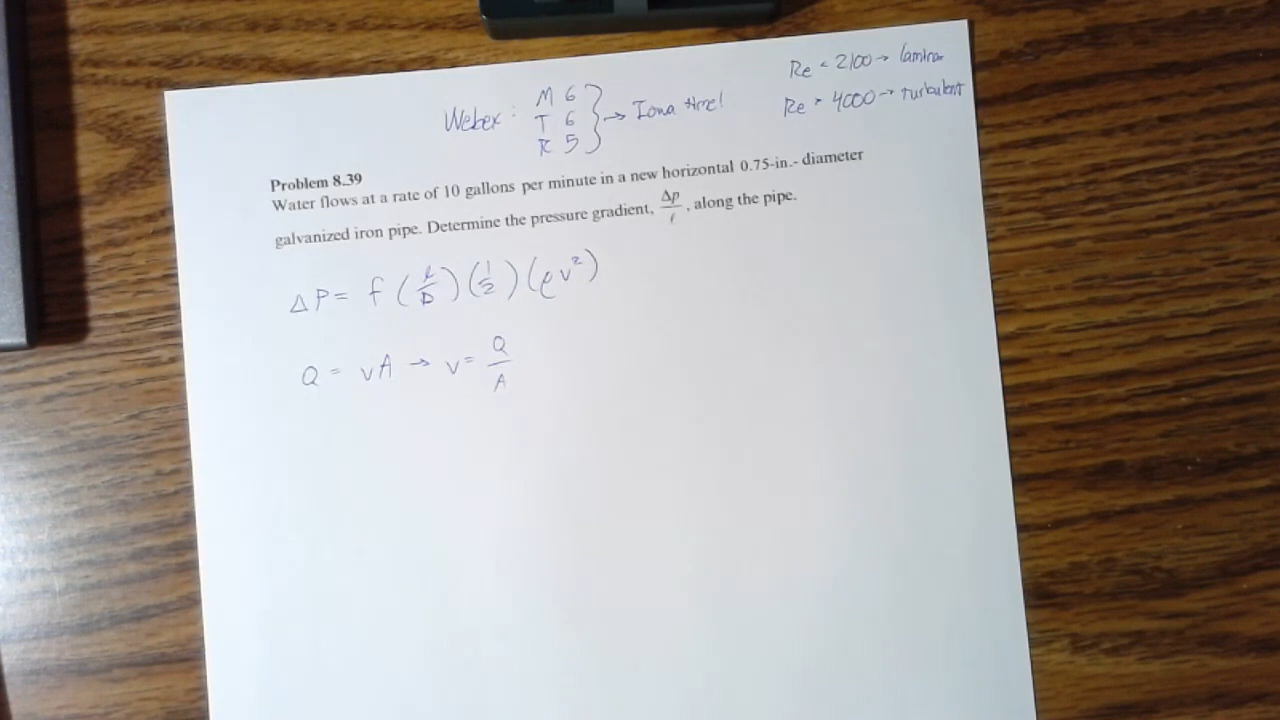 Re < 2100 → laminar
Re > 4000 → turbulent
Webex : M 6
T 6
R 5
→ Iowa time!
Problem 8.39
Water flows at a rate of 10 gallons per minute in a new horizontal 0.75-in.- diameter
galvanized iron pipe. Determine the pressure gradient, Δp/ℓ, along the pipe.
ΔP = f (ℓ/D) (1/2) (ρv²)
Q = vA → v = Q/A